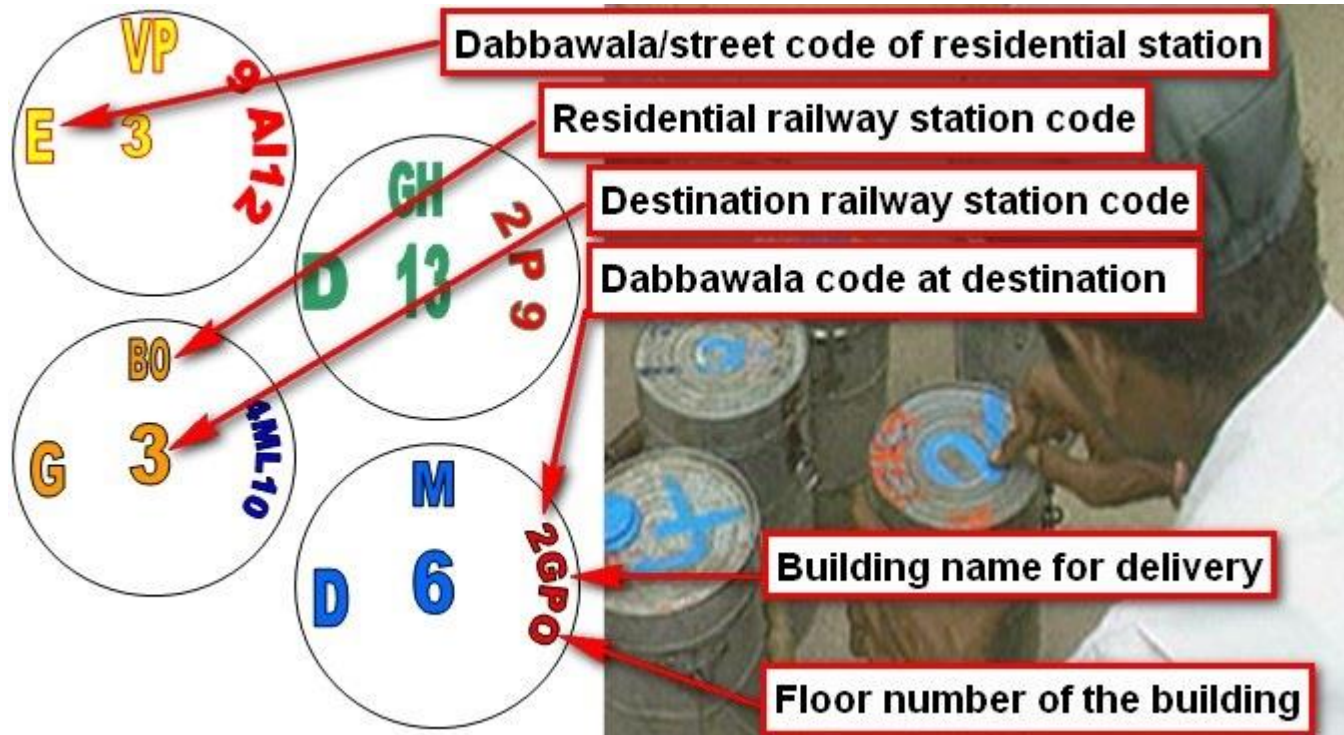 VP
E
3
9 AI12
GH
D
13
2 P 9
BO
G
3
4ML10
M
D
6
2GPO
Dabbawala/street code of residential station
Residential railway station code
Destination railway station code
Dabbawala code at destination
Building name for delivery
Floor number of the building